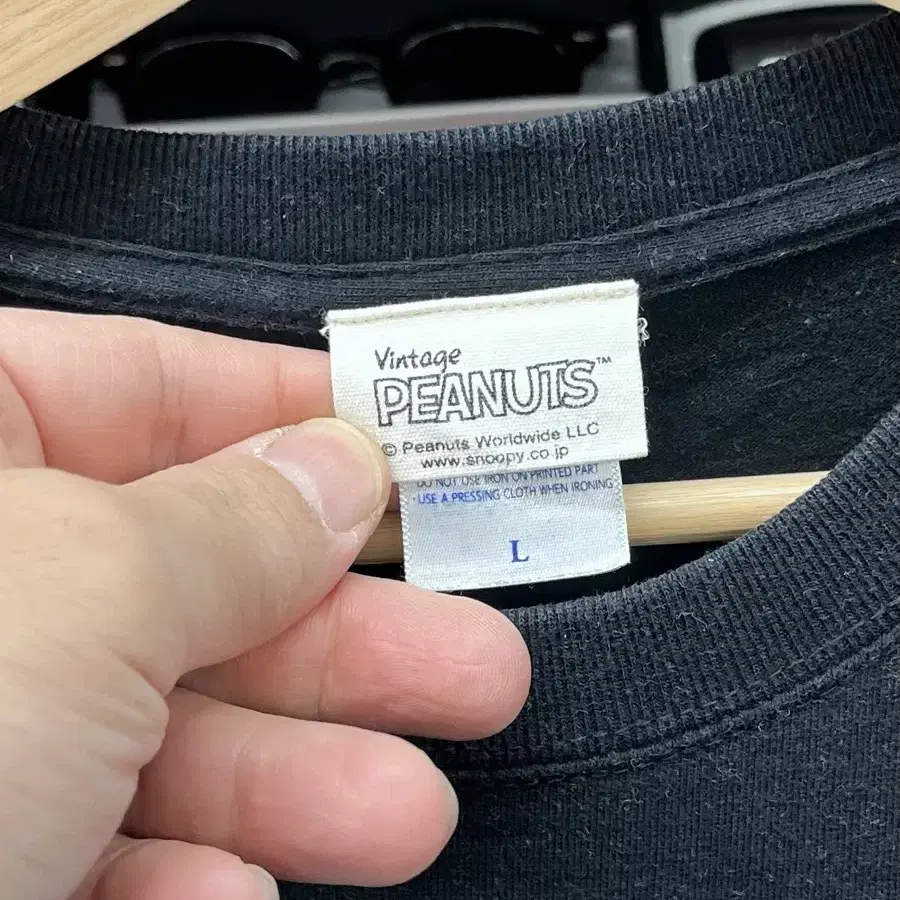 Vintage
PEANUTS™
© Peanuts Worldwide LLC
www.snoopy.co.jp
DO NOT USE IRON ON PRINTED PART
· USE A PRESSING CLOTH WHEN IRONING
L